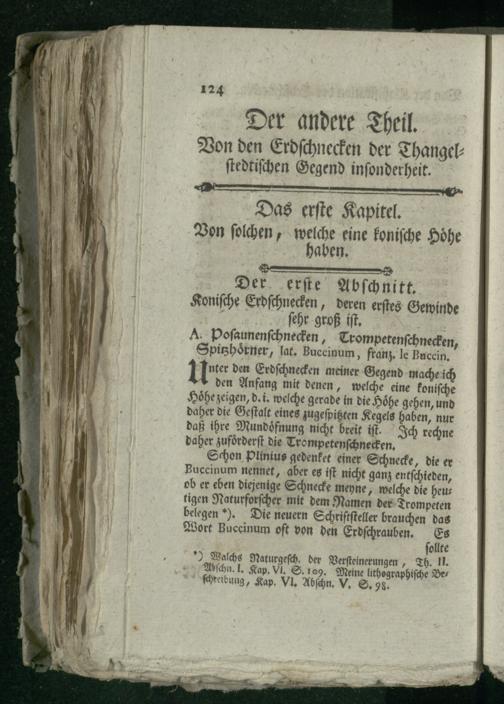 124
Der andere Theil.
Von den Erdschnecken der Thangel-
stedtischen Gegend insonderheit.
Das erste Kapitel.
Von solchen, welche eine konische Höhe
haben.
Der erste Abschnitt.
Konische Erdschnecken, deren erstes Gewinde
sehr groß ist.
A. Posaunenschnecken, Trompetenschnecken,
Spitzhörner, lat. Buccinum, franz. le Buccin.
Unter den Erdschnecken meiner Gegend mache ich
den Anfang mit denen, welche eine konische
Höhe zeigen, d. i. welche gerade in die Höhe gehen, und
daher die Gestalt eines zugespitzten Kegels haben, nur
daß ihre Mundöfnung nicht breit ist. Ich rechne
daher zuförderst die Trompetenschnecken.
Schon Plinius gedenket einer Schnecke, die er
Buccinum nennet, aber es ist nicht ganz entschieden,
ob er eben diejenige Schnecke meyne, welche die heu-
tigen Naturforscher mit dem Namen der Trompeten
belegen *). Die neuern Schriftsteller brauchen das
Wort Buccinum oft von den Erdschrauben. Es
sollte
*) Walchs Naturgesch. der Versteinerungen, Th. II.
Abschn. I. Kap. VI. S. 109. Meine lithographische Be-
schreibung, Kap. VI. Abschn. V. S. 98.